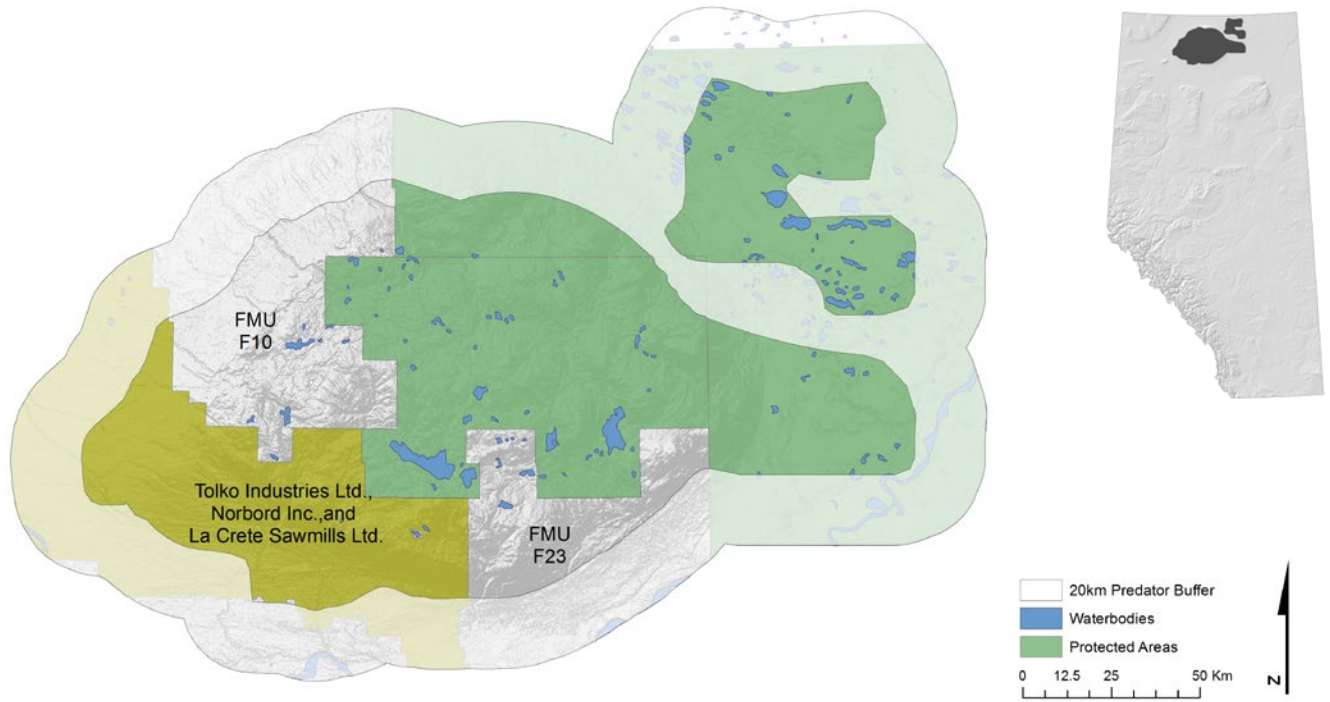 FMU
F10
Tolko Industries Ltd.,
Norbord Inc.,and
La Crete Sawmills Ltd.
FMU
F23
20km Predator Buffer
Waterbodies
Protected Areas
0 12.5 25 50 Km
N